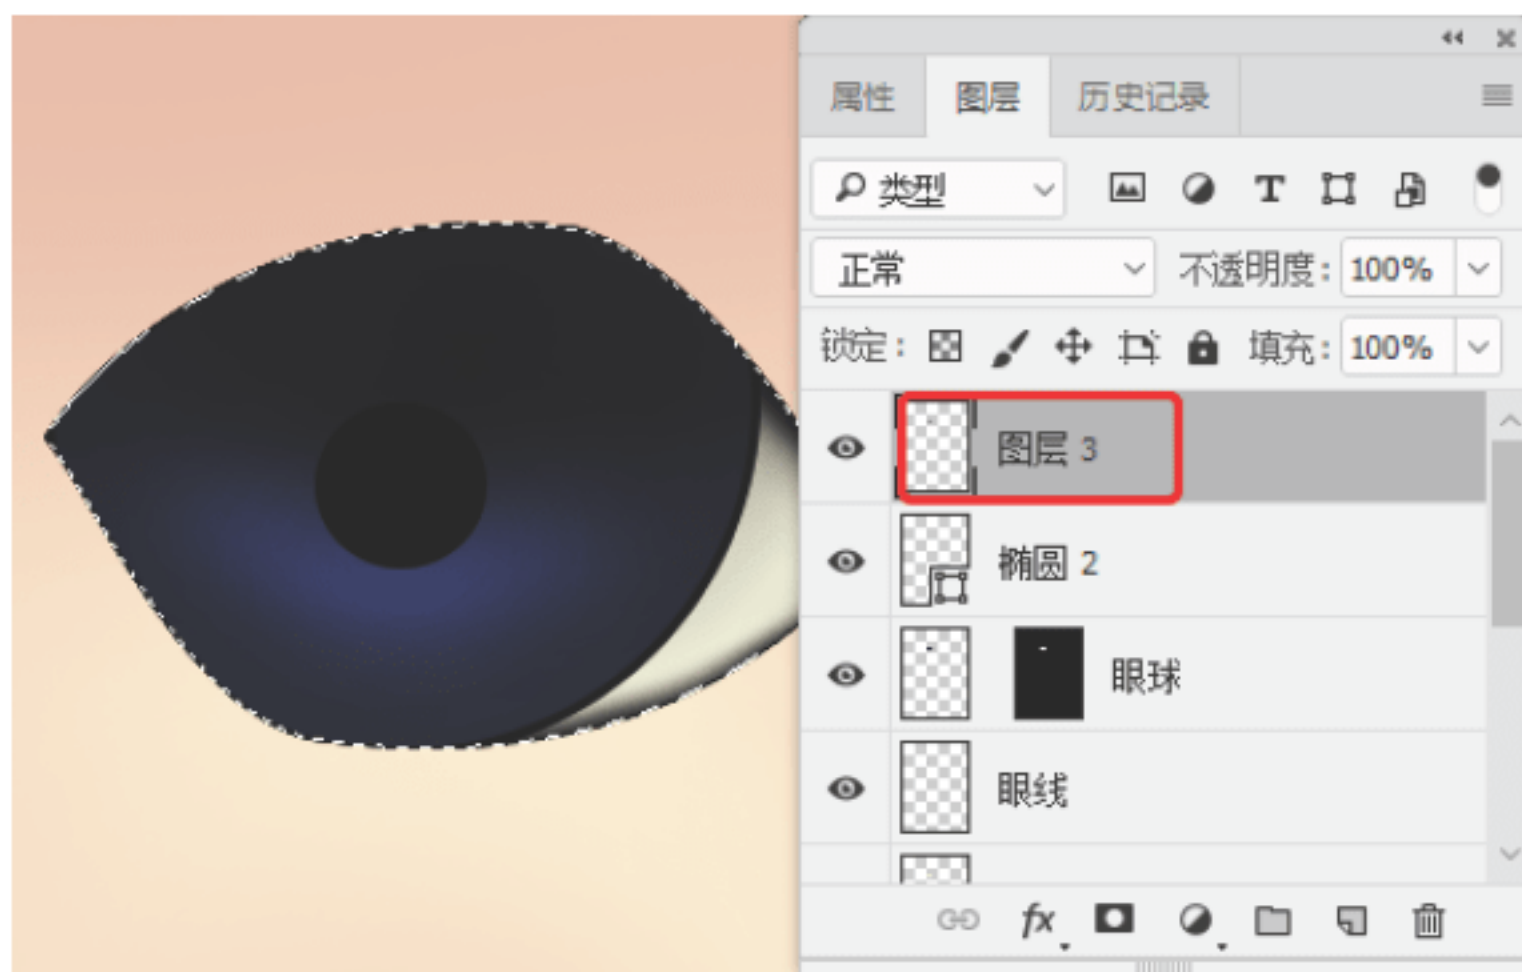 属性 图层 历史记录
类型 T
正常 不透明度: 100%
锁定: 填充: 100%
图层 3
椭圆 2
眼球
眼线
fx